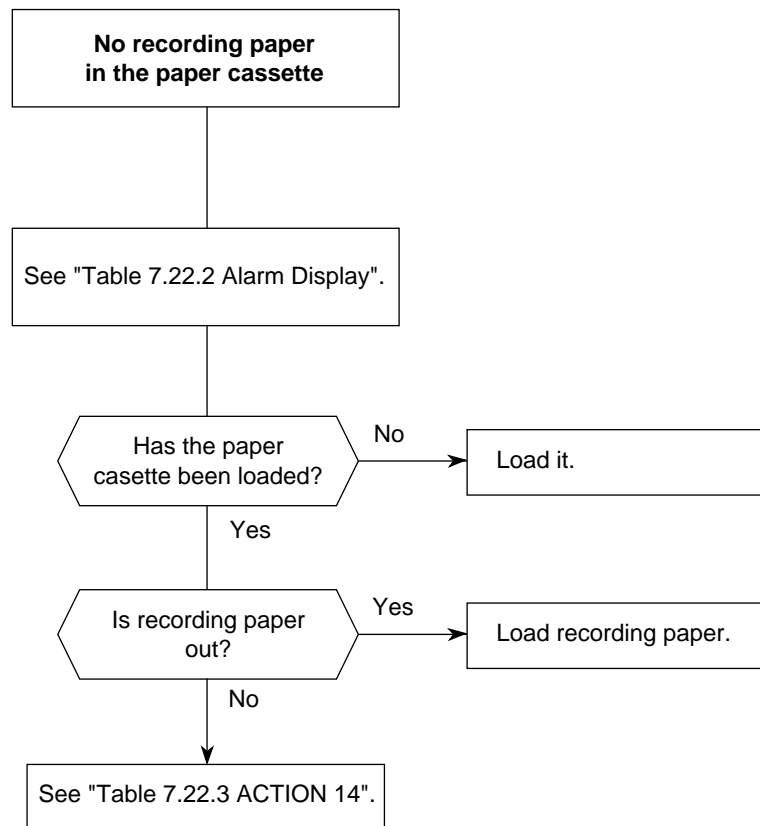 No recording paper
in the paper cassette
See "Table 7.22.2 Alarm Display".
Has the paper
casette been loaded?
No
Load it.
Yes
Is recording paper
out?
Yes
Load recording paper.
No
See "Table 7.22.3 ACTION 14".